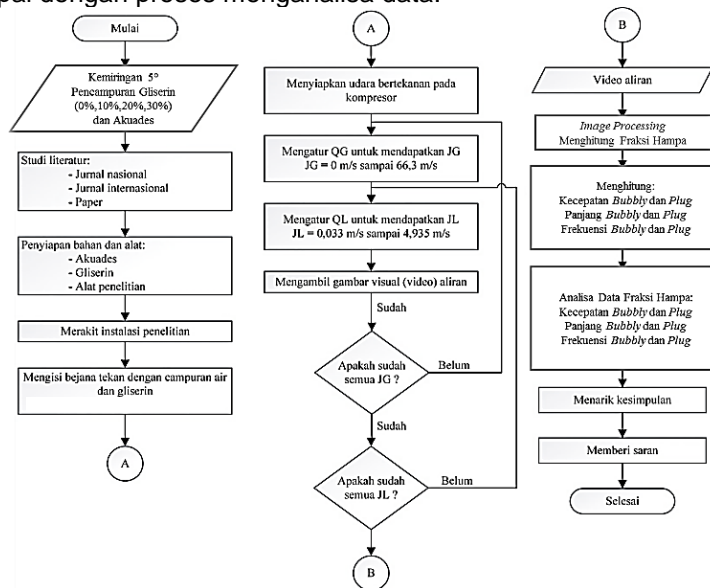 pai dengan proses menganalisa data.
Mulai
Kemiringan 5°
Pencampuran Gliserin
(0%,10%,20%,30%)
dan Akuades
Studi literatur:
- Jurnal nasional
- Jurnal internasional
- Paper
Penyiapan bahan dan alat:
- Akuades
- Gliserin
- Alat penelitian
Merakit instalasi penelitian
Mengisi bejana tekan dengan campuran air
dan gliserin
A
A
Menyiapkan udara bertekanan pada
kompresor
Mengatur QG untuk mendapatkan JG
JG = 0 m/s sampai 66,3 m/s
Mengatur QL untuk mendapatkan JL
JL = 0,033 m/s sampai 4,935 m/s
Mengambil gambar visual (video) aliran
Sudah
Apakah sudah
semua JG ?
Belum
Sudah
Apakah sudah
semua JL ?
Belum
B
B
Video aliran
Image Processing
Menghitung Fraksi Hampa
Menghitung:
Kecepatan Bubbly dan Plug
Panjang Bubbly dan Plug
Frekuensi Bubbly dan Plug
Analisa Data Fraksi Hampa:
Kecepatan Bubbly dan Plug
Panjang Bubbly dan Plug
Frekuensi Bubbly dan Plug
Menarik kesimpulan
Memberi saran
Selesai